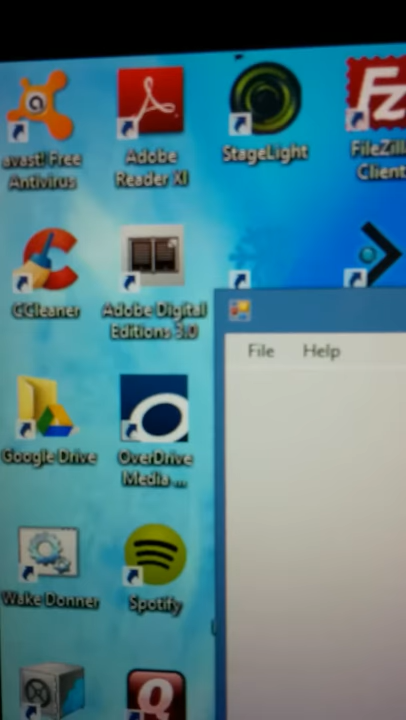 avast! Free
Antivirus
Adobe
Reader XI
StageLight
FileZill
Client
CCleaner
Adobe Digital
Editions 3.0
File Help
Google Drive
OverDrive
Media ...
Wake Donner
Spotify